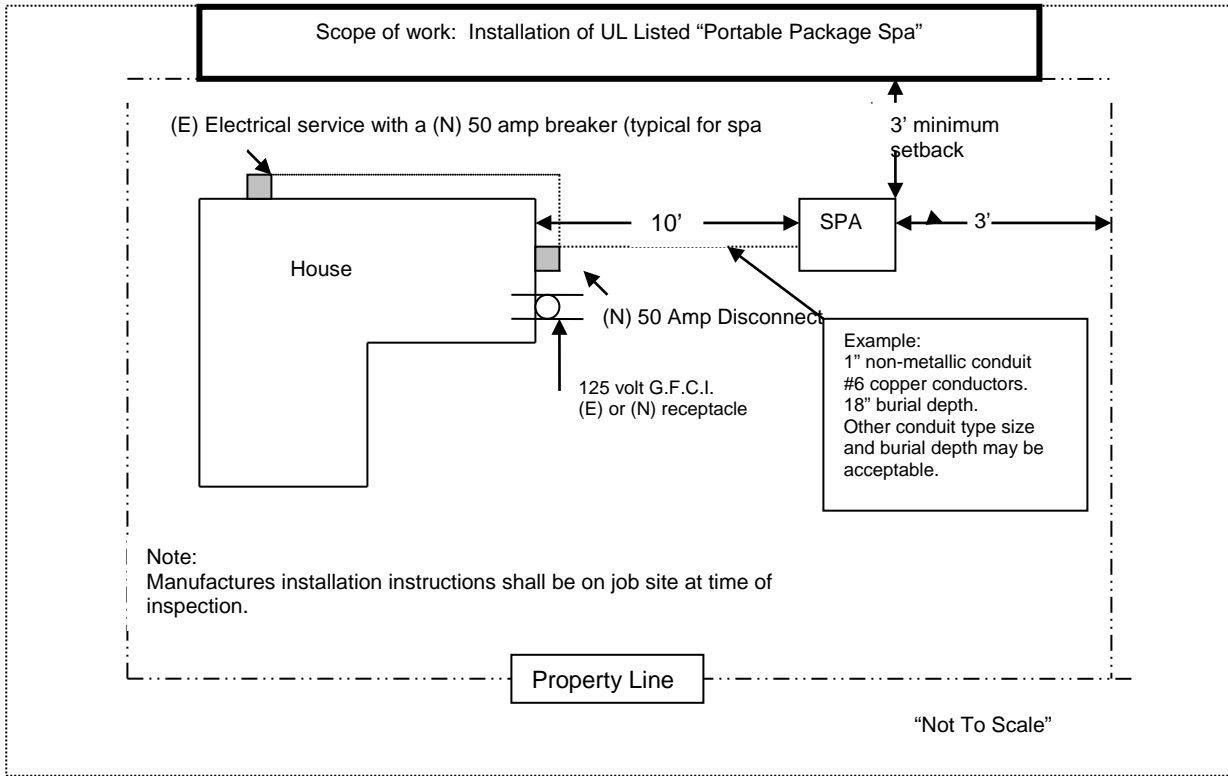 Scope of work:  Installation of UL Listed “Portable Package Spa”
(E) Electrical service with a (N) 50 amp breaker (typical for spa
3’ minimum
setback
10’
SPA
3’
House
(N) 50 Amp Disconnect
125 volt G.F.C.I.
(E) or (N) receptacle
Example:
1” non-metallic conduit
#6 copper conductors.
18” burial depth.
Other conduit type size
and burial depth may be
acceptable.
Note:
Manufactures installation instructions shall be on job site at time of
inspection.
Property Line
“Not To Scale”